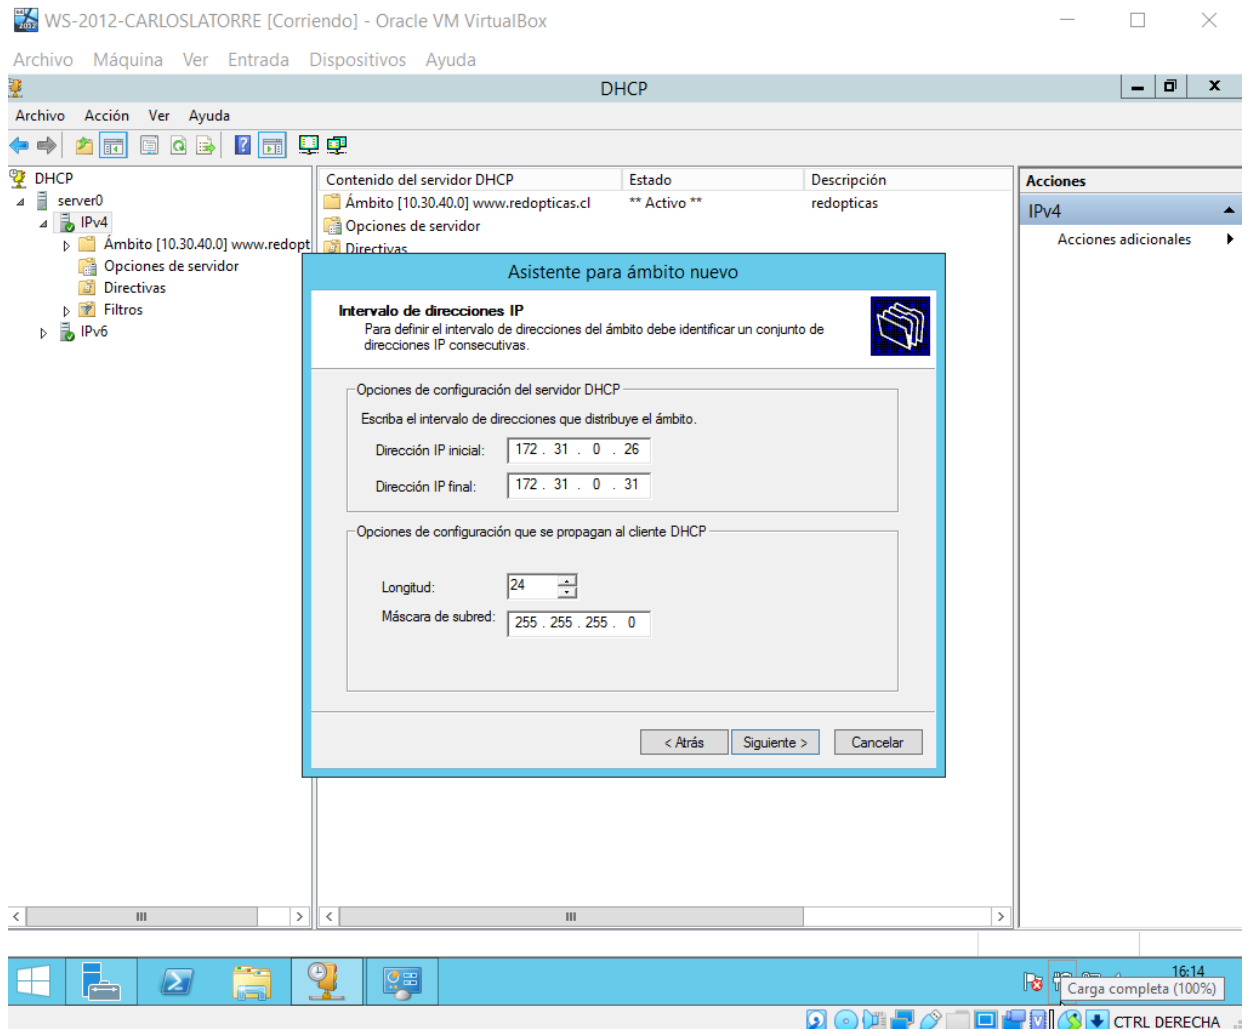 WS-2012-CARLOSLATORRE [Corriendo] - Oracle VM VirtualBox
Archivo Máquina Ver Entrada Dispositivos Ayuda
DHCP
Archivo Acción Ver Ayuda
DHCP
server0
IPv4
Ámbito [10.30.40.0] www.redopt
Opciones de servidor
Directivas
Filtros
IPv6
Contenido del servidor DHCP Estado Descripción
Ámbito [10.30.40.0] www.redopticas.cl ** Activo ** redopticas
Opciones de servidor
Directivas
Acciones
IPv4
Acciones adicionales
Asistente para ámbito nuevo
Intervalo de direcciones IP
Para definir el intervalo de direcciones del ámbito debe identificar un conjunto de
direcciones IP consecutivas.
Opciones de configuración del servidor DHCP
Escriba el intervalo de direcciones que distribuye el ámbito.
Dirección IP inicial: 172 . 31 . 0 . 26
Dirección IP final: 172 . 31 . 0 . 31
Opciones de configuración que se propagan al cliente DHCP
Longitud: 24
Máscara de subred: 255 . 255 . 255 . 0
< Atrás Siguiente > Cancelar
16:14
Carga completa (100%)
CTRL DERECHA